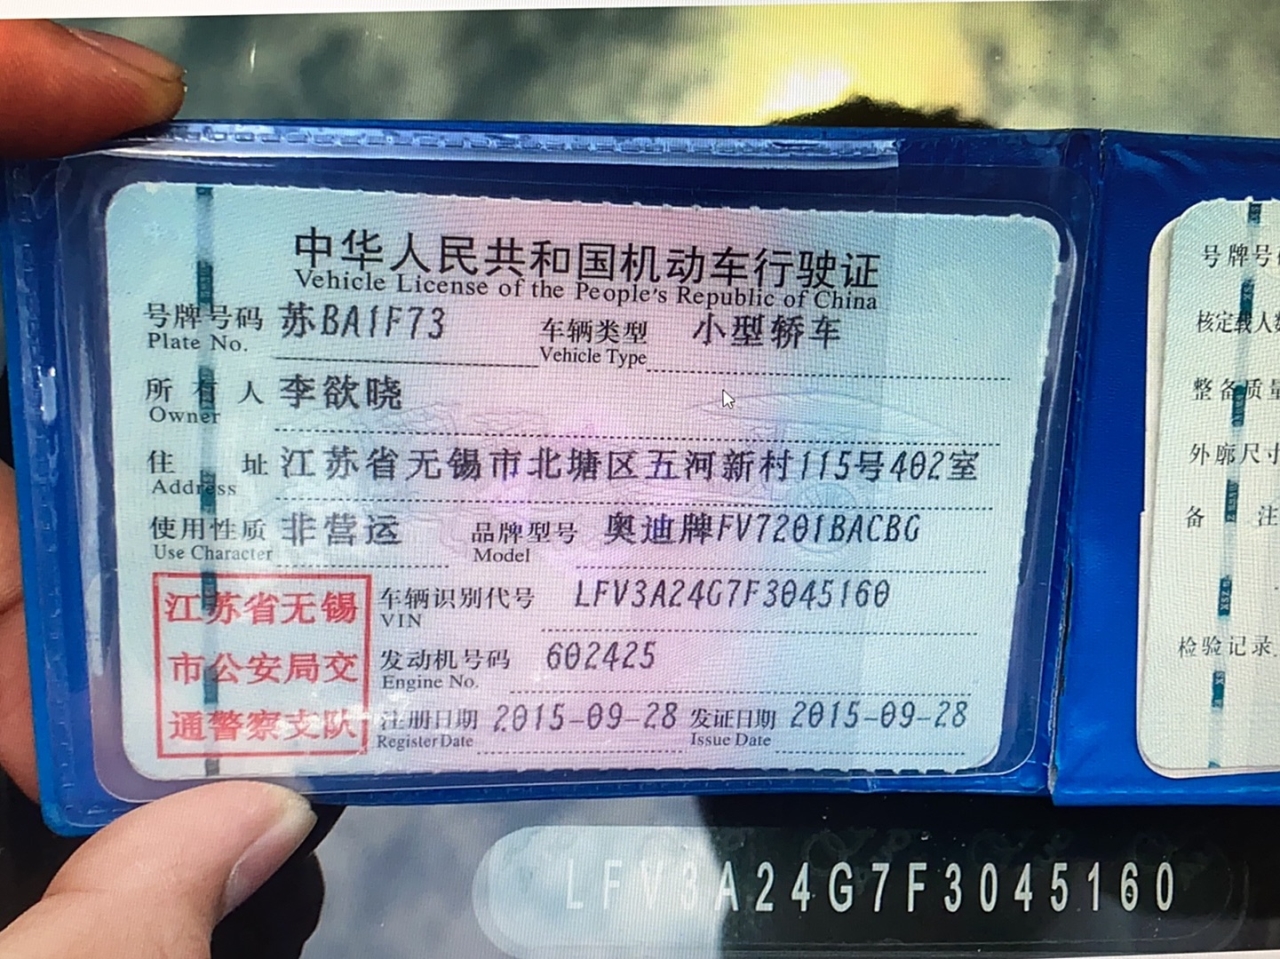 中华人民共和国机动车行驶证
Vehicle License of the People's Republic of China
号牌号码 苏BA1F73 车辆类型 小型轿车
Plate No. Vehicle Type
所有人 李欲晓
Owner
住址 江苏省无锡市北塘区五河新村115号402室
Address
使用性质 非营运 品牌型号 奥迪牌FV7201BACBG
Use Character Model
江苏省无锡
市公安局交
通警察支队
车辆识别代号 LFV3A24G7F3045160
VIN
发动机号码 602425
Engine No.
注册日期 2015-09-28 发证日期 2015-09-28
Register Date Issue Date
号牌号
核定载人
整备质量
外廓尺寸
备 注
检验记录
LFV3A24G7F3045160